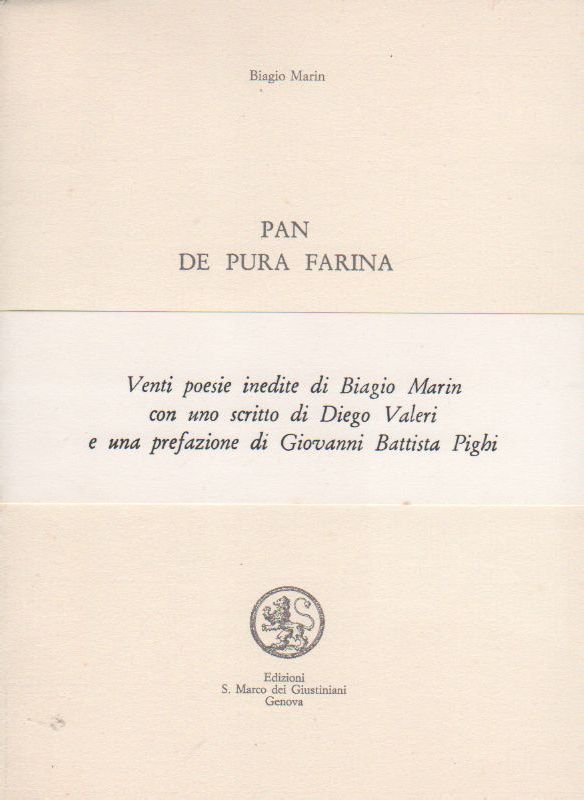 Biagio Marin
PAN
DE PURA FARINA
Venti poesie inedite di Biagio Marin
con uno scritto di Diego Valeri
e una prefazione di Giovanni Battista Pighi
Edizioni
S. Marco dei Giustiniani
Genova